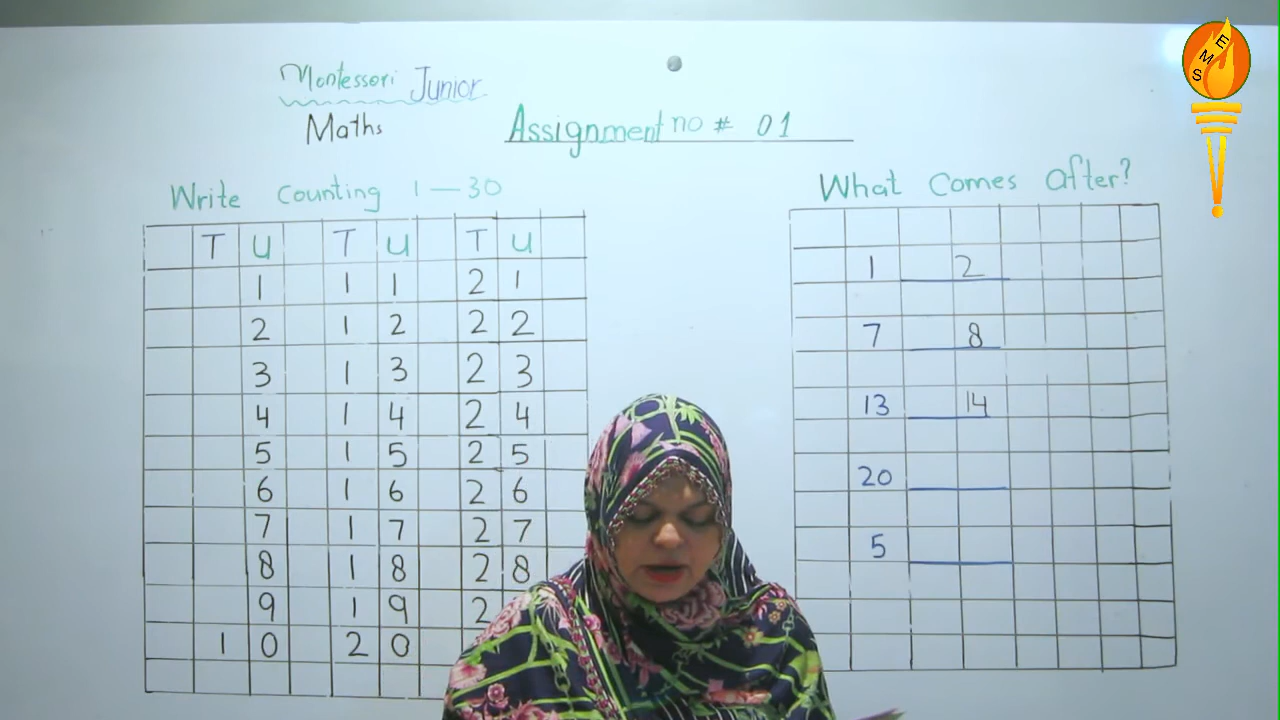 Montessori Junior
Maths
Assignment no # 01
Write Counting 1 — 30
T U T U T U
1 1 1 2 1
2 1 2 2 2
3 1 3 2 3
4 1 4 2 4
5 1 5 2 5
6 1 6 2 6
7 1 7 2 7
8 1 8 2 8
9 1 9 2
1 0 2 0
What Comes After?
1 2
7 8
13 14
20
5
EMS